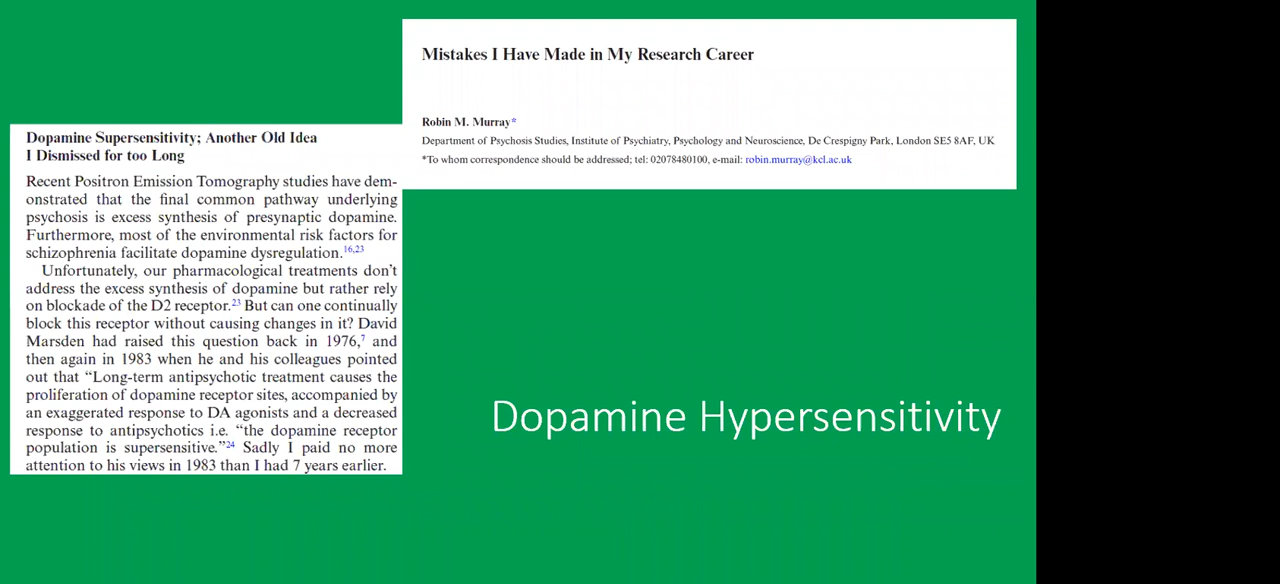 Mistakes I Have Made in My Research Career
Robin M. Murray*
Department of Psychosis Studies, Institute of Psychiatry, Psychology and Neuroscience, De Crespigny Park, London SE5 8AF, UK
*To whom correspondence should be addressed; tel: 02078480100, e-mail: robin.murray@kcl.ac.uk
Dopamine Supersensitivity; Another Old Idea
I Dismissed for too Long
Recent Positron Emission Tomography studies have dem-
onstrated that the final common pathway underlying
psychosis is excess synthesis of presynaptic dopamine.
Furthermore, most of the environmental risk factors for
schizophrenia facilitate dopamine dysregulation.16,23
Unfortunately, our pharmacological treatments don't
address the excess synthesis of dopamine but rather rely
on blockade of the D2 receptor.23 But can one continually
block this receptor without causing changes in it? David
Marsden had raised this question back in 1976,7 and
then again in 1983 when he and his colleagues pointed
out that “Long-term antipsychotic treatment causes the
proliferation of dopamine receptor sites, accompanied by
an exaggerated response to DA agonists and a decreased
response to antipsychotics i.e. “the dopamine receptor
population is supersensitive.”24 Sadly I paid no more
attention to his views in 1983 than I had 7 years earlier.
Dopamine Hypersensitivity